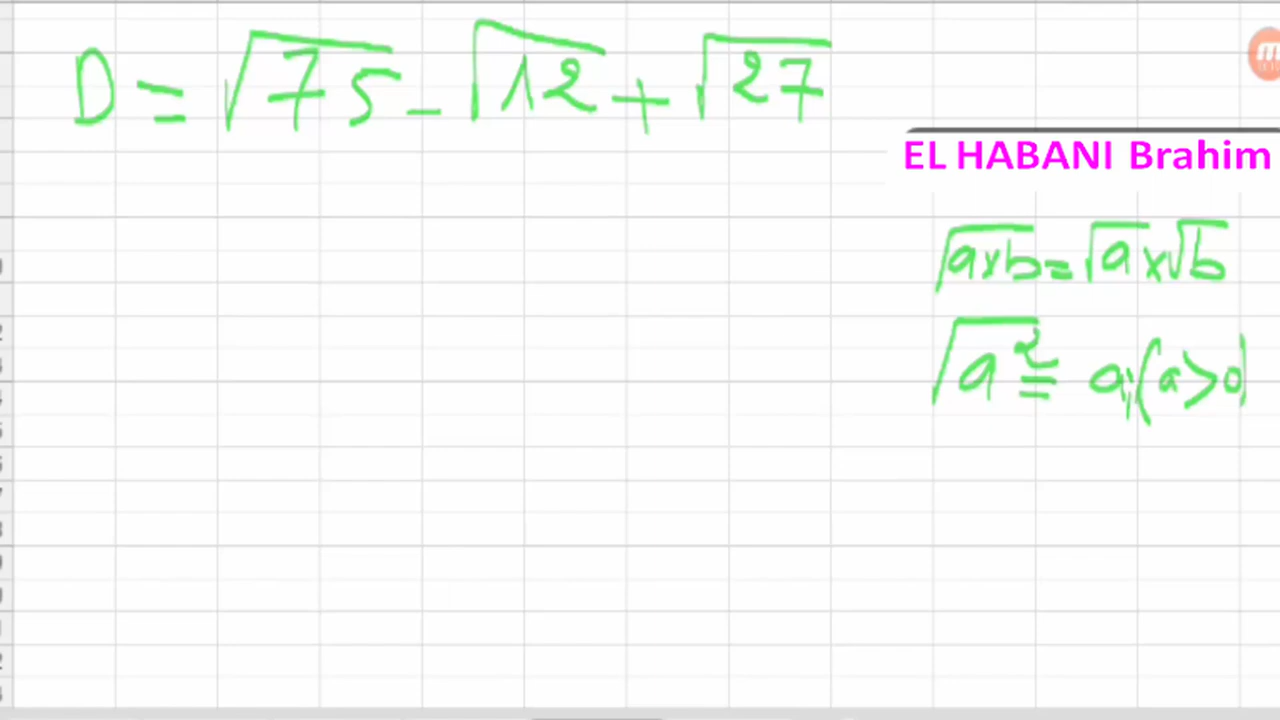 D = √75 - √12 + √27
EL HABANI Brahim
√a×b = √a × √b
√a² = a; (a>0)